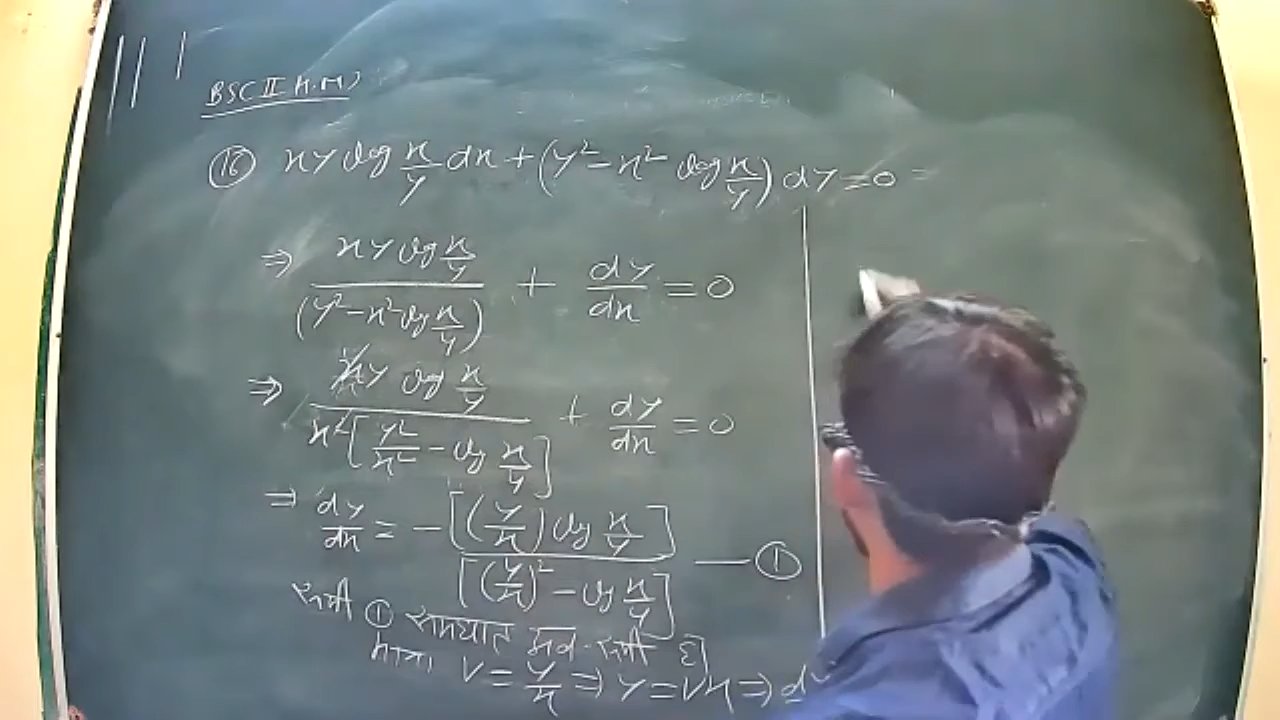 BSC II (H.M)
⑯ xy log x/y dx + (y² - x² log x/y) dy = 0
⇒ xy log x/y / (y² - x² log x/y) + dy/dx = 0
⇒ xy log x/y / x² [y²/x² - log x/y] + dy/dx = 0
⇒ dy/dx = - [(y/x) log x/y] / [(y/x)² - log x/y] — ①
समी ① समघात अव. समी है
माना v = y/x ⇒ y = vx ⇒